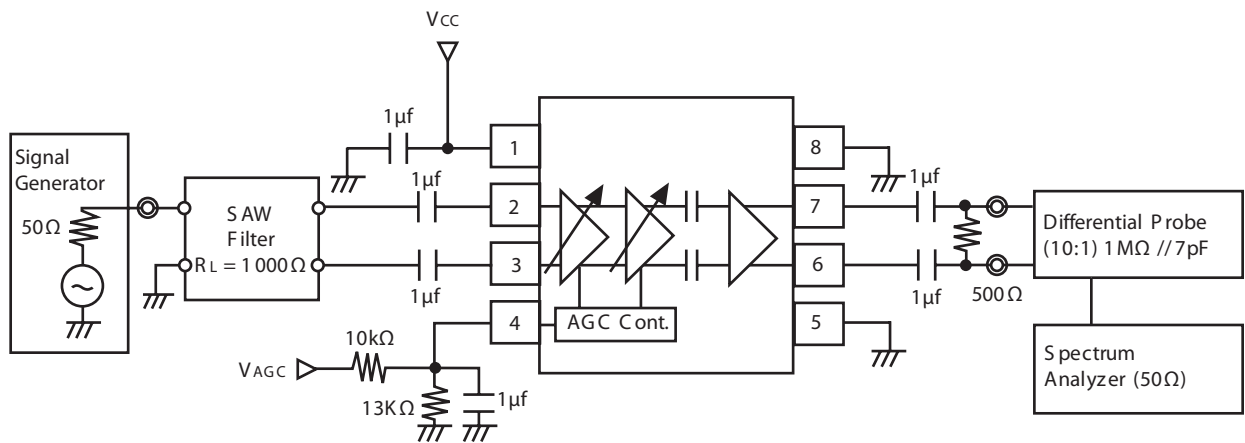 VCC
1μf
Signal
Generator
50Ω
SAW
Filter
RL = 1000Ω
1μf
1μf
1
2
3
4
AGC Cont.
8
7
6
5
1μf
1μf
500Ω
Differential Probe
(10:1) 1MΩ //7pF
Spectrum
Analyzer (50Ω)
VAGC
10kΩ
13KΩ
1μf